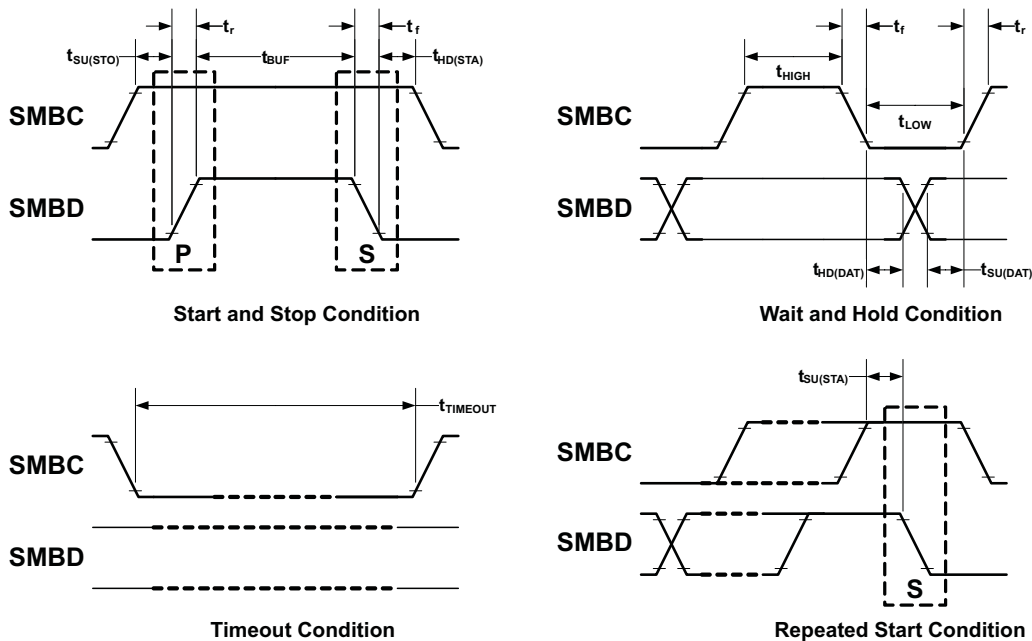 tr
tf
tSU(STO)
tBUF
tHD(STA)
SMBC
SMBD
P
S
Start and Stop Condition
tf
tr
tHIGH
tLOW
SMBC
SMBD
tHD(DAT)
tSU(DAT)
Wait and Hold Condition
tTIMEOUT
SMBC
SMBD
Timeout Condition
tSU(STA)
SMBC
SMBD
S
Repeated Start Condition